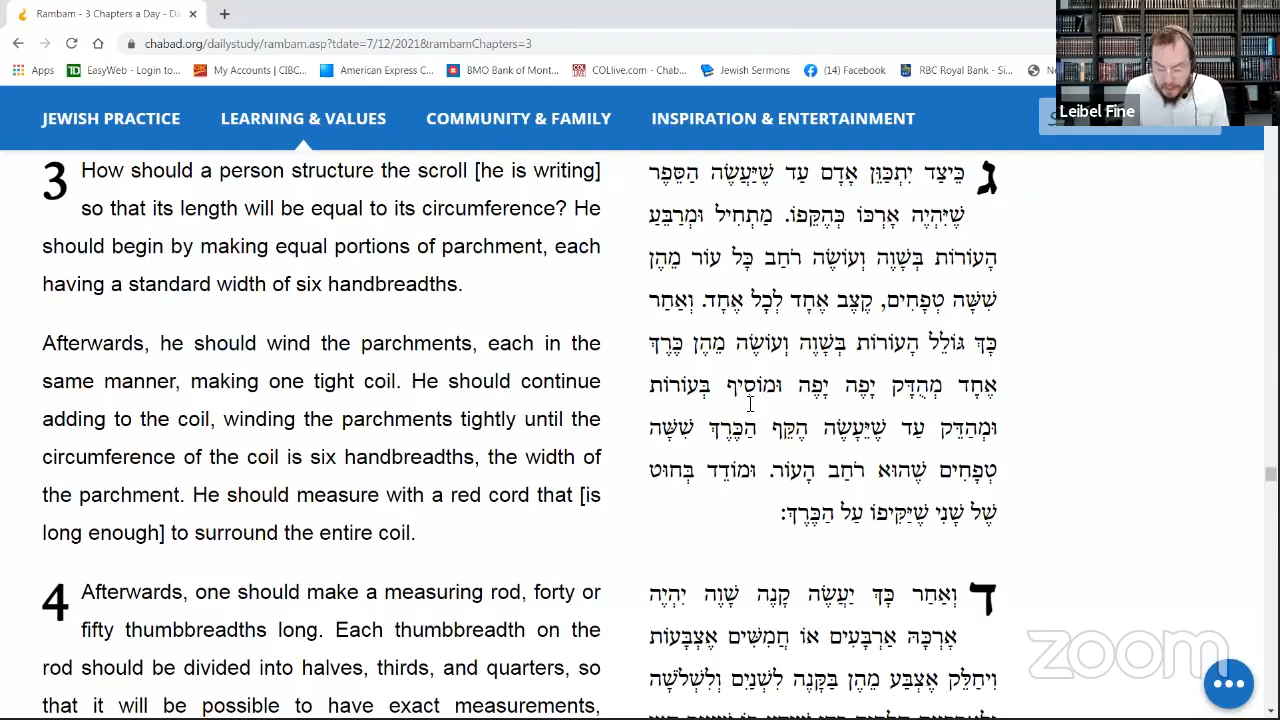 Rambam - 3 Chapters a Day - Da
chabad.org/dailystudy/rambam.asp?tdate=7/12/2021&rambamChapters=3
Apps EasyWeb - Login to... My Accounts | CIBC... American Express C... BMO Bank of Mont... COLlive.com - Chab... Jewish Sermons (14) Facebook RBC Royal Bank - Si...
Leibel Fine
JEWISH PRACTICE LEARNING & VALUES COMMUNITY & FAMILY INSPIRATION & ENTERTAINMENT
3 How should a person structure the scroll [he is writing]
so that its length will be equal to its circumference? He
should begin by making equal portions of parchment, each
having a standard width of six handbreadths.
Afterwards, he should wind the parchments, each in the
same manner, making one tight coil. He should continue
adding to the coil, winding the parchments tightly until the
circumference of the coil is six handbreadths, the width of
the parchment. He should measure with a red cord that [is
long enough] to surround the entire coil.
4 Afterwards, one should make a measuring rod, forty or
fifty thumbbreadths long. Each thumbbreadth on the
rod should be divided into halves, thirds, and quarters, so
that it will be possible to have exact measurements,
ג כֵּיצַד יִתְכַּוֵּן אָדָם עַד שֶׁיַּעֲשֶׂה הַסֵּפֶר
שֶׁיִּהְיֶה אָרְכּוֹ כְּהֶקֵּפוֹ. מַתְחִיל וּמְרַבֵּעַ
הָעוֹרוֹת בְּשָׁוֶה וְעוֹשֶׂה רֹחַב כָּל עוֹר מֵהֶן
שִׁשָּׁה טְפָחִים, קֶצֶב אֶחָד לְכָל אֶחָד. וְאַחַר
כָּךְ גּוֹלֵל הָעוֹרוֹת בְּשָׁוֶה וְעוֹשֶׂה מֵהֶן כֶּרֶךְ
אֶחָד מְהֻדָּק יָפֶה יָפֶה וּמוֹסִיף בְּעוֹרוֹת
וּמְהַדֵּק עַד שֶׁיֵּעָשֶׂה הֶקֵּף הַכֶּרֶךְ שִׁשָּׁה
טְפָחִים שֶׁהוּא רֹחַב הָעוֹר. וּמוֹדֵד בְּחוּט
שֶׁל שָׁנִי שֶׁיַּקִּיפוֹ עַל הַכֶּרֶךְ:
ד וְאַחַר כָּךְ יַעֲשֶׂה קָנֶה שָׁוֶה יִהְיֶה
אָרְכָּהּ אַרְבָּעִים אוֹ חֲמִשִּׁים אֶצְבָּעוֹת
וִיחַלֵּק אֶצְבַּע מֵהֶן בַּקָּנֶה לִשְׁנַיִם וְלִשְׁלֹשָׁה
zoom